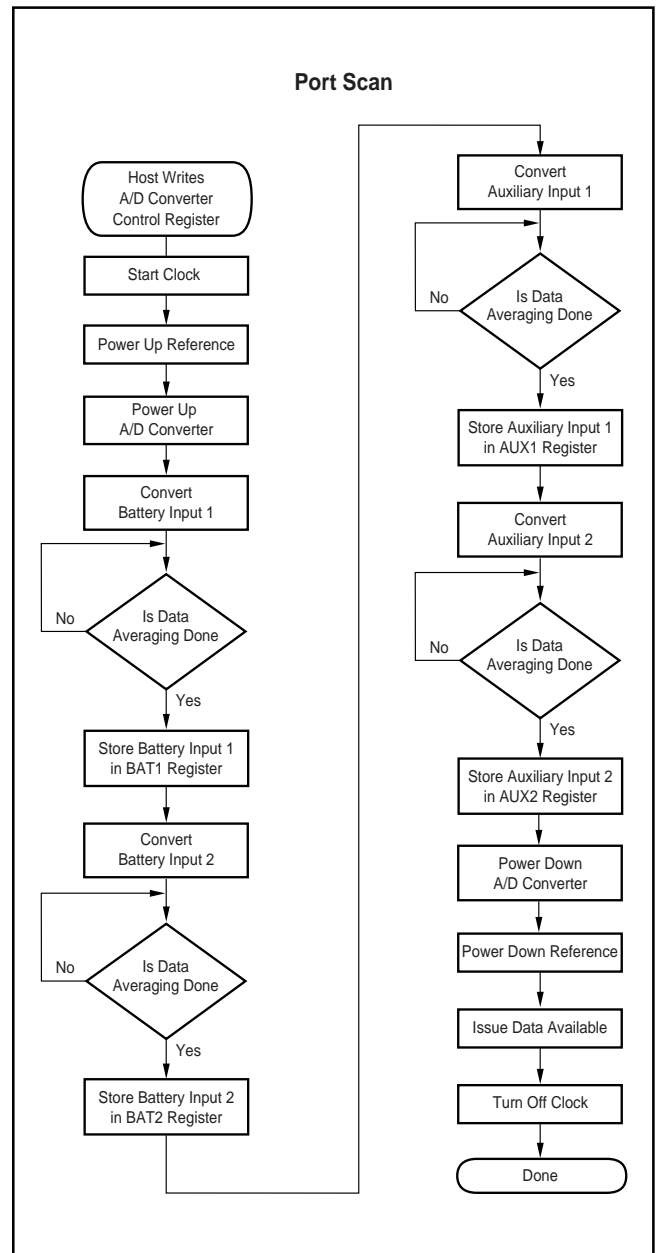 Port Scan
Host Writes
A/D Converter
Control Register
Start Clock
Power Up Reference
Power Up
A/D Converter
Convert
Battery Input 1
Is Data
Averaging Done
No
Yes
Store Battery Input 1
in BAT1 Register
Convert
Battery Input 2
Is Data
Averaging Done
No
Yes
Store Battery Input 2
in BAT2 Register
Convert
Auxiliary Input 1
Is Data
Averaging Done
No
Yes
Store Auxiliary Input 1
in AUX1 Register
Convert
Auxiliary Input 2
Is Data
Averaging Done
No
Yes
Store Auxiliary Input 2
in AUX2 Register
Power Down
A/D Converter
Power Down Reference
Issue Data Available
Turn Off Clock
Done